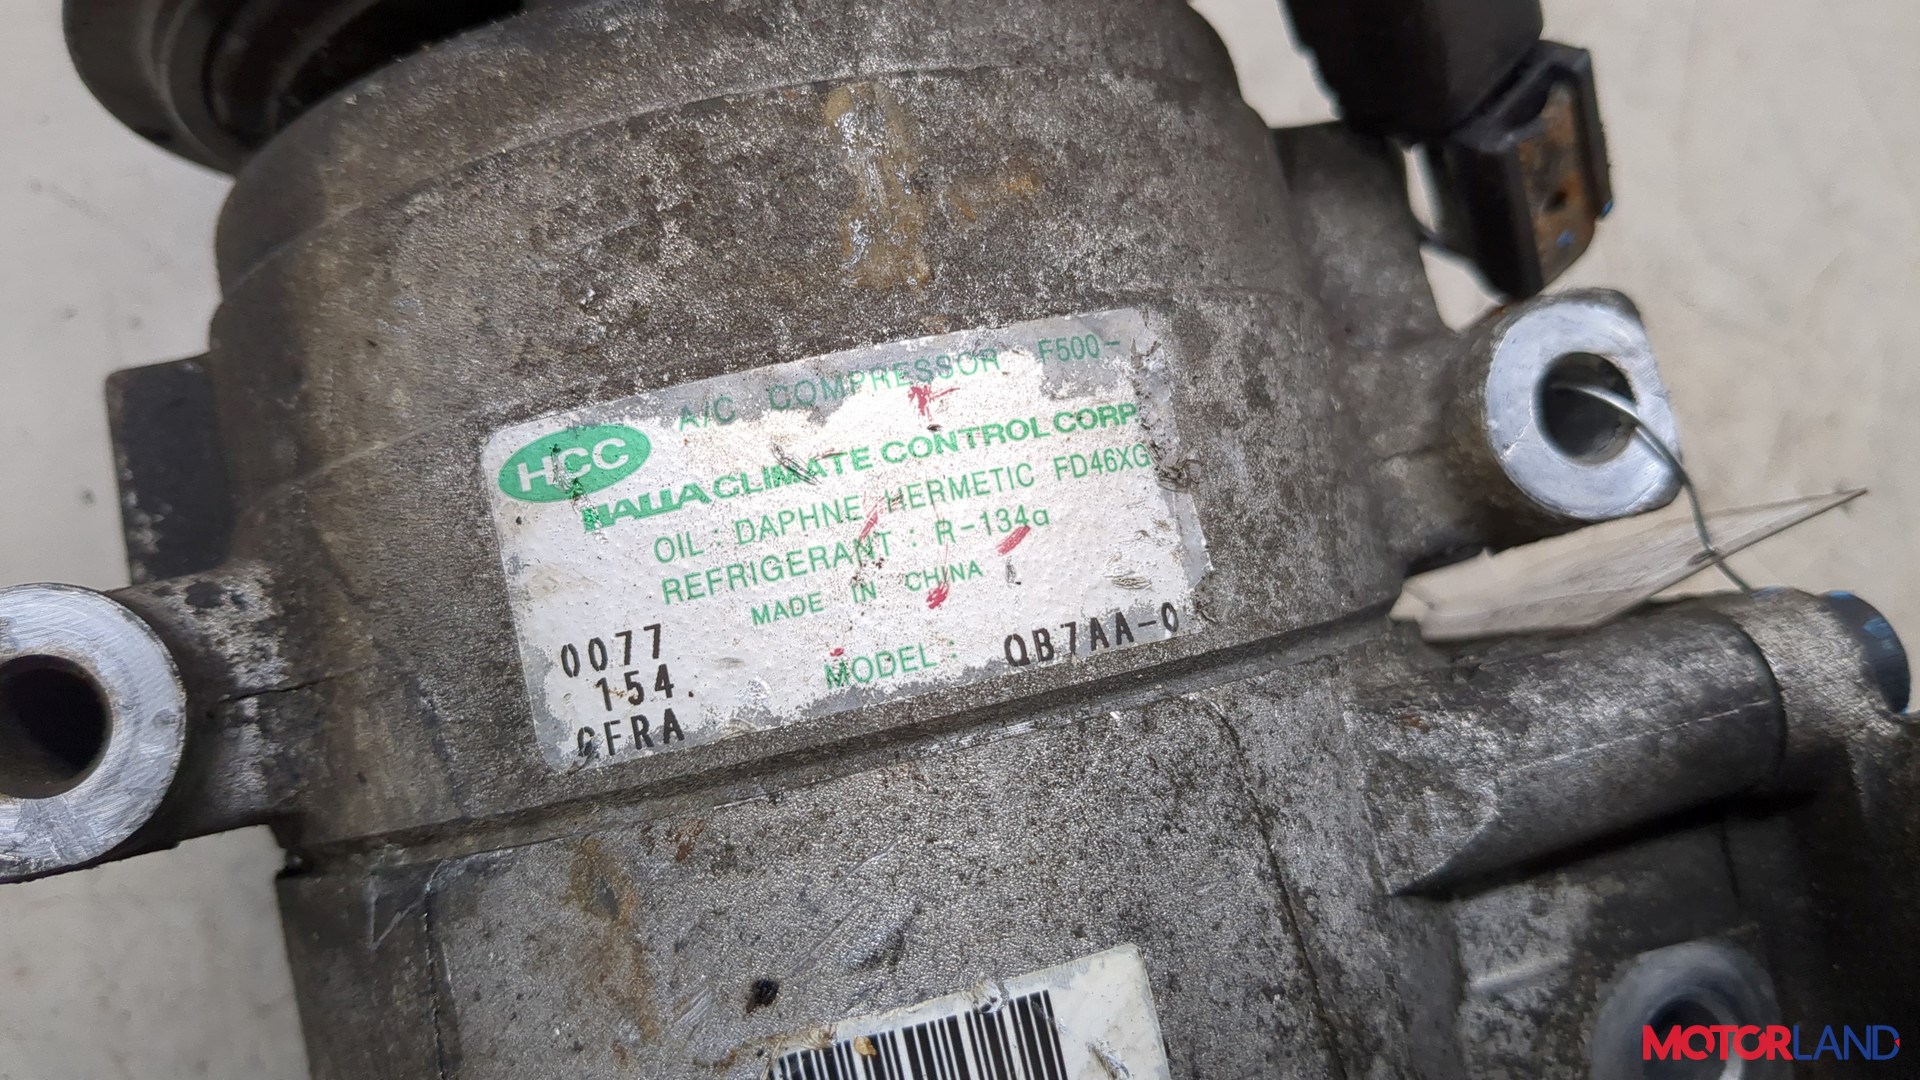 A/C COMPRESSOR F500-
HCC
HALLA CLIMATE CONTROL CORP.
OIL : DAPHNE HERMETIC FD46XG
REFRIGERANT : R-134a
MADE IN CHINA
0077
154.
CFRA
MODEL : QB7AA-0
MOTORLAND